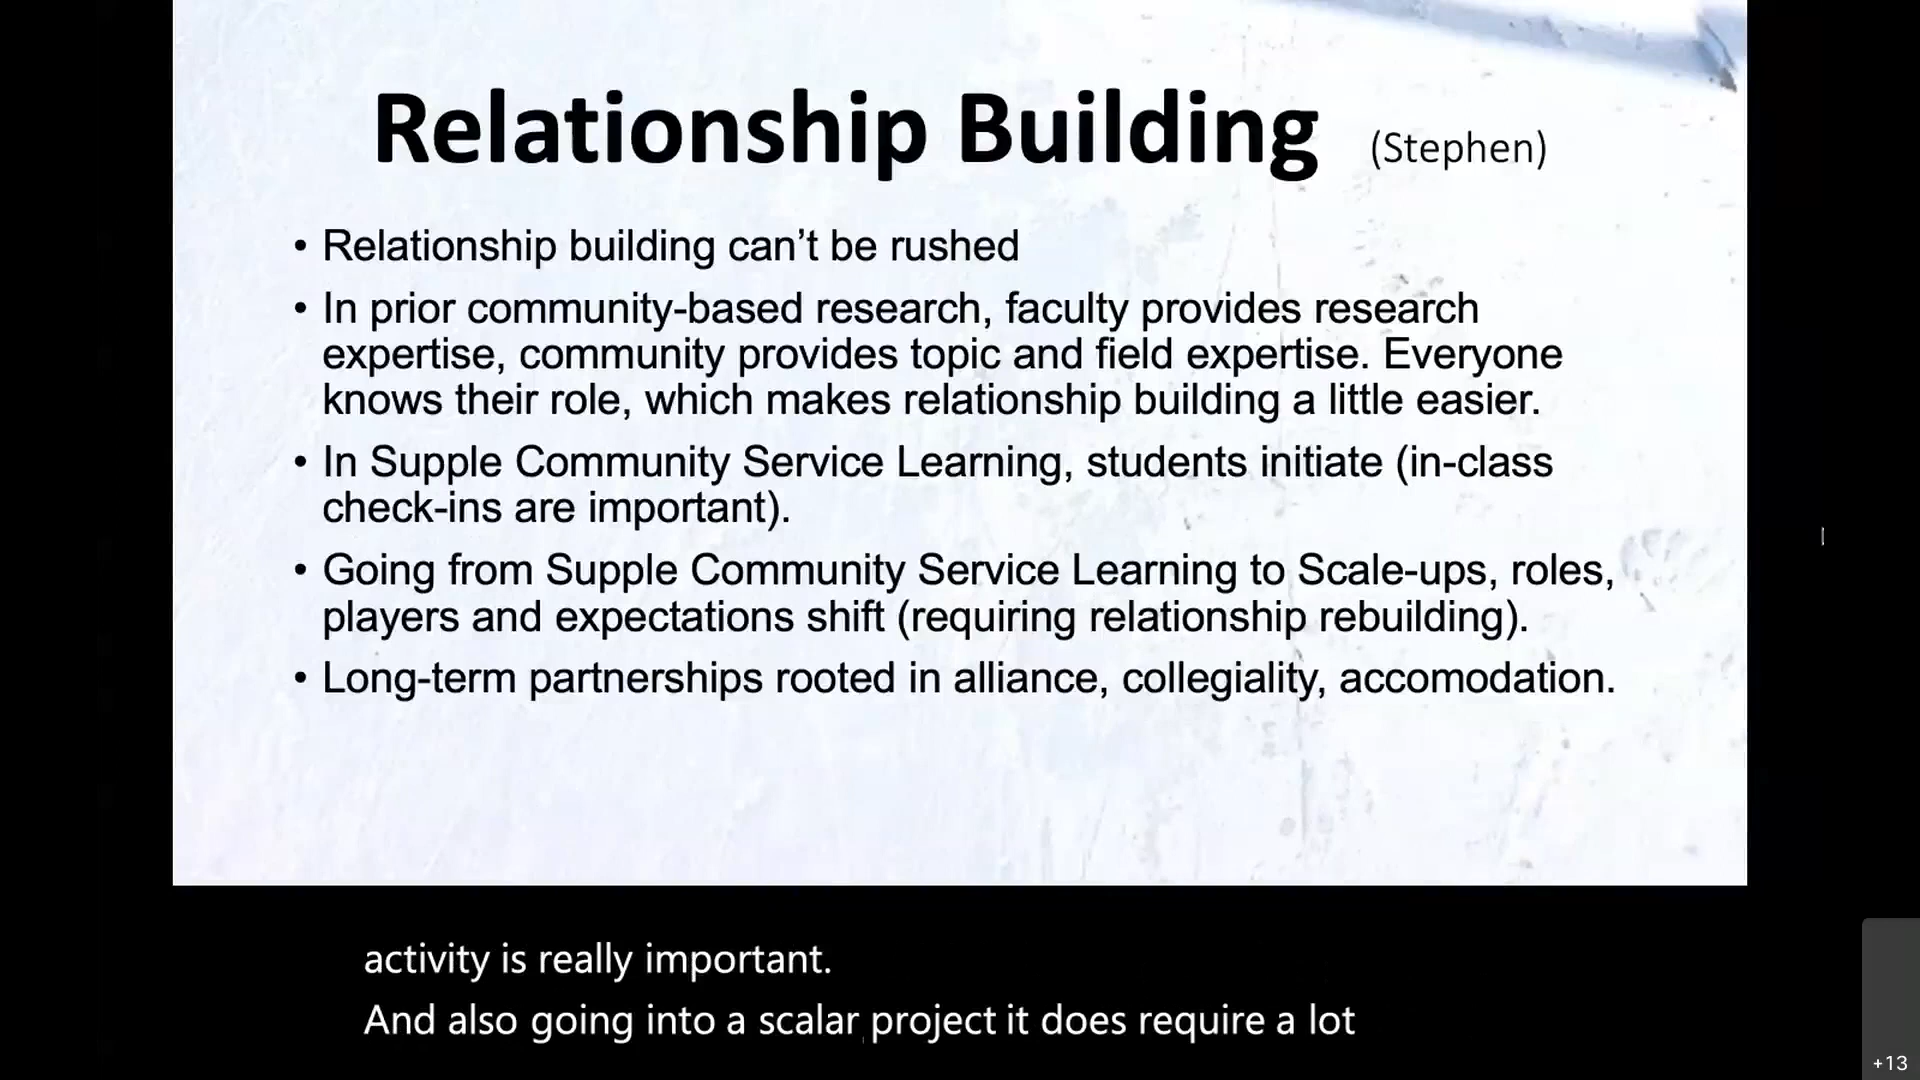 Relationship Building (Stephen)
• Relationship building can’t be rushed
• In prior community-based research, faculty provides research
expertise, community provides topic and field expertise. Everyone
knows their role, which makes relationship building a little easier.
• In Supple Community Service Learning, students initiate (in-class
check-ins are important).
• Going from Supple Community Service Learning to Scale-ups, roles,
players and expectations shift (requiring relationship rebuilding).
• Long-term partnerships rooted in alliance, collegiality, accomodation.
activity is really important.
And also going into a scalar project it does require a lot
+13